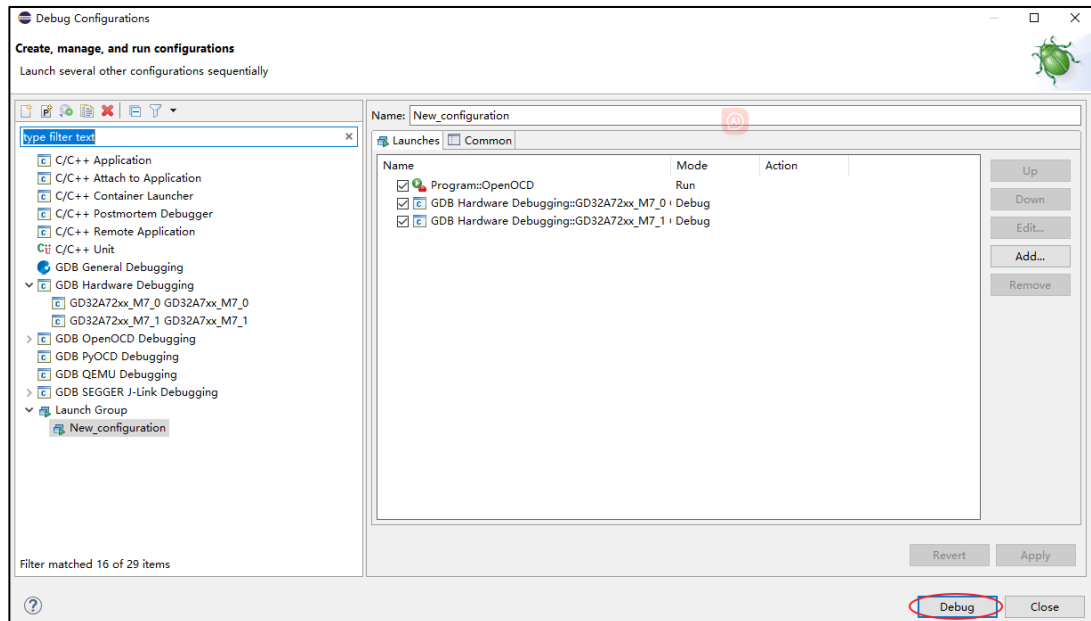 Debug Configurations
Create, manage, and run configurations
Launch several other configurations sequentially
type filter text
C/C++ Application
C/C++ Attach to Application
C/C++ Container Launcher
C/C++ Postmortem Debugger
C/C++ Remote Application
C/C++ Unit
GDB General Debugging
GDB Hardware Debugging
GD32A72xx_M7_0 GD32A7xx_M7_0
GD32A72xx_M7_1 GD32A7xx_M7_1
GDB OpenOCD Debugging
GDB PyOCD Debugging
GDB QEMU Debugging
GDB SEGGER J-Link Debugging
Launch Group
New_configuration
Filter matched 16 of 29 items
Name: New_configuration
Launches Common
Name Mode Action
Program::OpenOCD Run
GDB Hardware Debugging::GD32A72xx_M7_0 ( Debug
GDB Hardware Debugging::GD32A72xx_M7_1 ( Debug
Up
Down
Edit...
Add...
Remove
Revert Apply
Debug Close